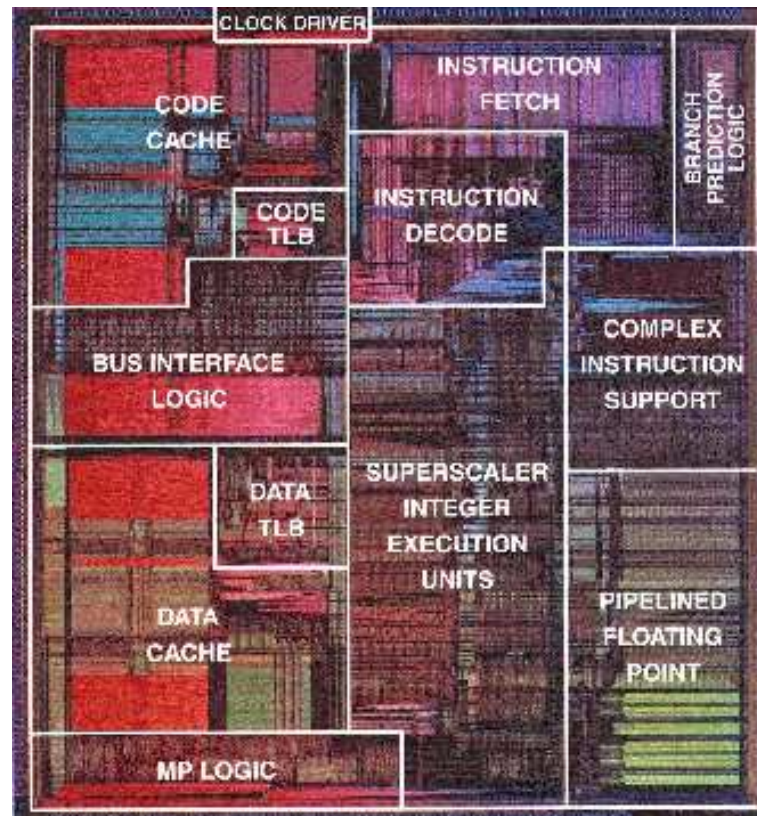 CLOCK DRIVER
CODE
CACHE
INSTRUCTION
FETCH
BRANCH
PREDICTION
LOGIC
CODE
TLB
INSTRUCTION
DECODE
BUS INTERFACE
LOGIC
COMPLEX
INSTRUCTION
SUPPORT
DATA
TLB
SUPERSCALER
INTEGER
EXECUTION
UNITS
DATA
CACHE
PIPELINED
FLOATING
POINT
MP LOGIC